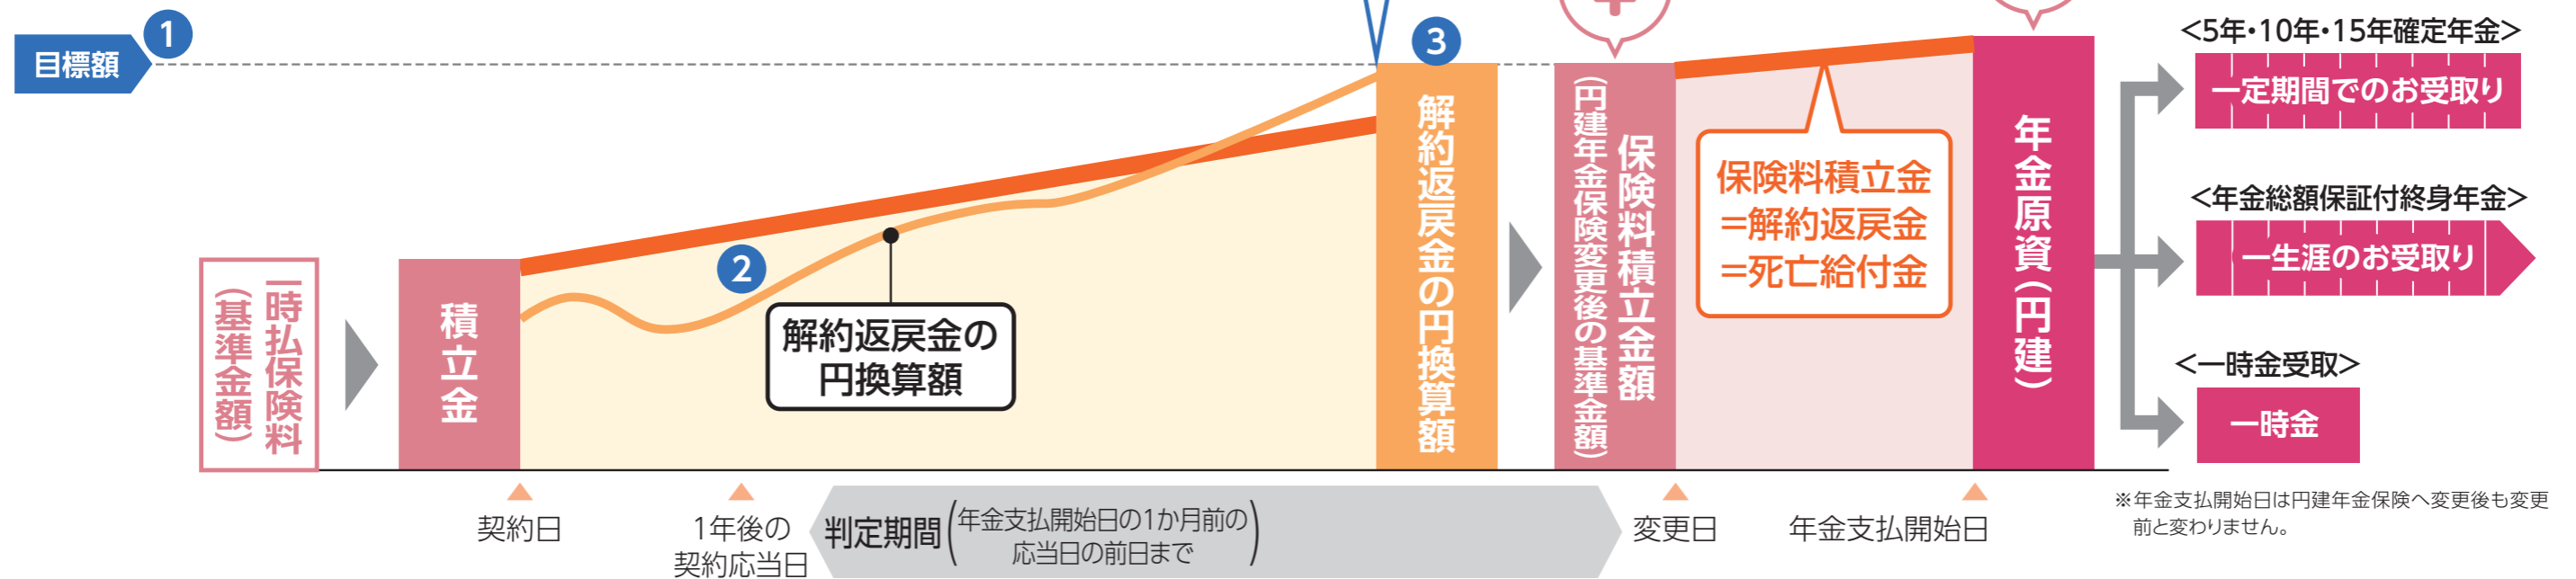 1
目標額
3
2
一時払保険料
(基準金額)
積立金
解約返戻金の
円換算額
解約返戻金の円換算額
保険料積立金額
(円建年金保険変更後の基準金額)
保険料積立金
=解約返戻金
=死亡給付金
年金原資(円建)
<5年・10年・15年確定年金>
一定期間でのお受取り
<年金総額保証付終身年金>
一生涯のお受取り
<一時金受取>
一時金
契約日
1年後の
契約応当日
判定期間(年金支払開始日の1か月前の
応当日の前日まで)
変更日
年金支払開始日
※年金支払開始日は円建年金保険へ変更後も変更
前と変わりません。